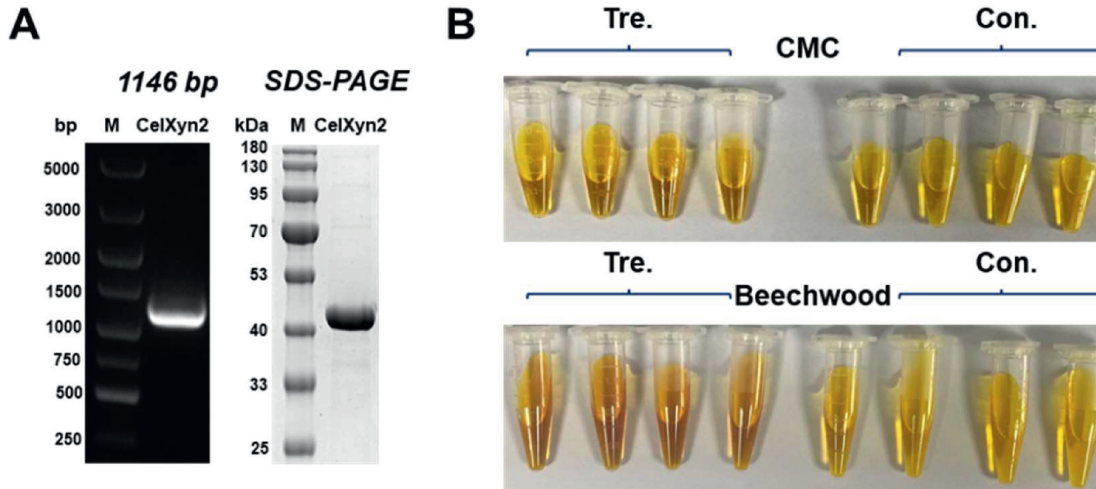 A
1146 bp
bp M CelXyn2
5000
3000
2000
1500
1000
750
500
250
SDS-PAGE
kDa M CelXyn2
180
130
95
70
53
40
33
25
B
Tre. Con.
CMC
Tre. Con.
Beechwood